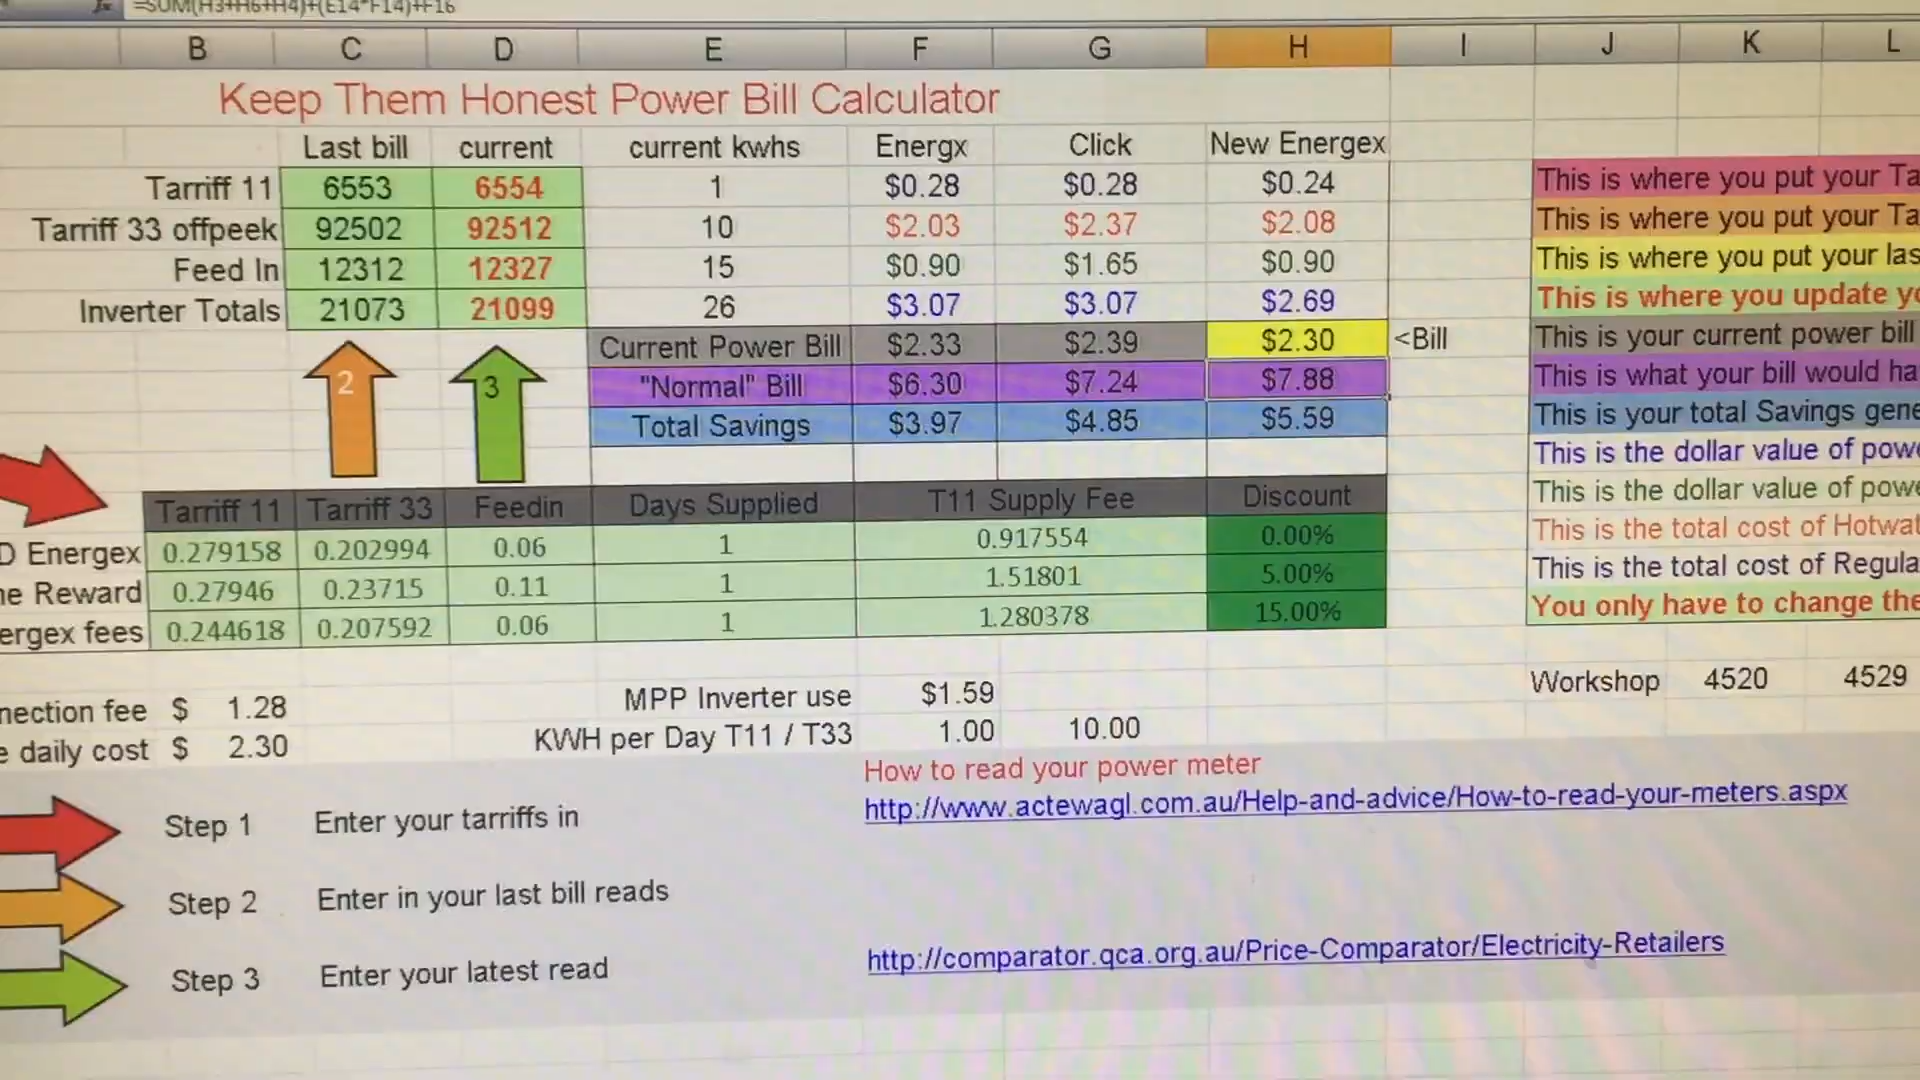 =SUM(H3+H6+H4)+(E14*F14)+F16
B C D E F G H I J K L
Keep Them Honest Power Bill Calculator
Last bill current current kwhs Energx Click New Energex
Tarriff 11 6553 6554 1 $0.28 $0.28 $0.24
Tarriff 33 offpeek 92502 92512 10 $2.03 $2.37 $2.08
Feed In 12312 12327 15 $0.90 $1.65 $0.90
Inverter Totals 21073 21099 26 $3.07 $3.07 $2.69
Current Power Bill $2.33 $2.39 $2.30 <Bill
"Normal" Bill $6.30 $7.24 $7.88
Total Savings $3.97 $4.85 $5.59
2 3
This is where you put your Ta
This is where you put your Ta
This is where you put your las
This is where you update yo
This is your current power bill
This is what your bill would ha
This is your total Savings gene
This is the dollar value of powe
This is the dollar value of powe
This is the total cost of Hotwat
This is the total cost of Regula
You only have to change the
Tarriff 11 Tarriff 33 Feedin Days Supplied T11 Supply Fee Discount
D Energex 0.279158 0.202994 0.06 1 0.917554 0.00%
ne Reward 0.27946 0.23715 0.11 1 1.51801 5.00%
ergex fees 0.244618 0.207592 0.06 1 1.280378 15.00%
Workshop 4520 4529
nection fee $ 1.28 MPP Inverter use $1.59
e daily cost $ 2.30 KWH per Day T11 / T33 1.00 10.00
How to read your power meter
http://www.actewagl.com.au/Help-and-advice/How-to-read-your-meters.aspx
Step 1 Enter your tarriffs in
Step 2 Enter in your last bill reads
Step 3 Enter your latest read
http://comparator.qca.org.au/Price-Comparator/Electricity-Retailers